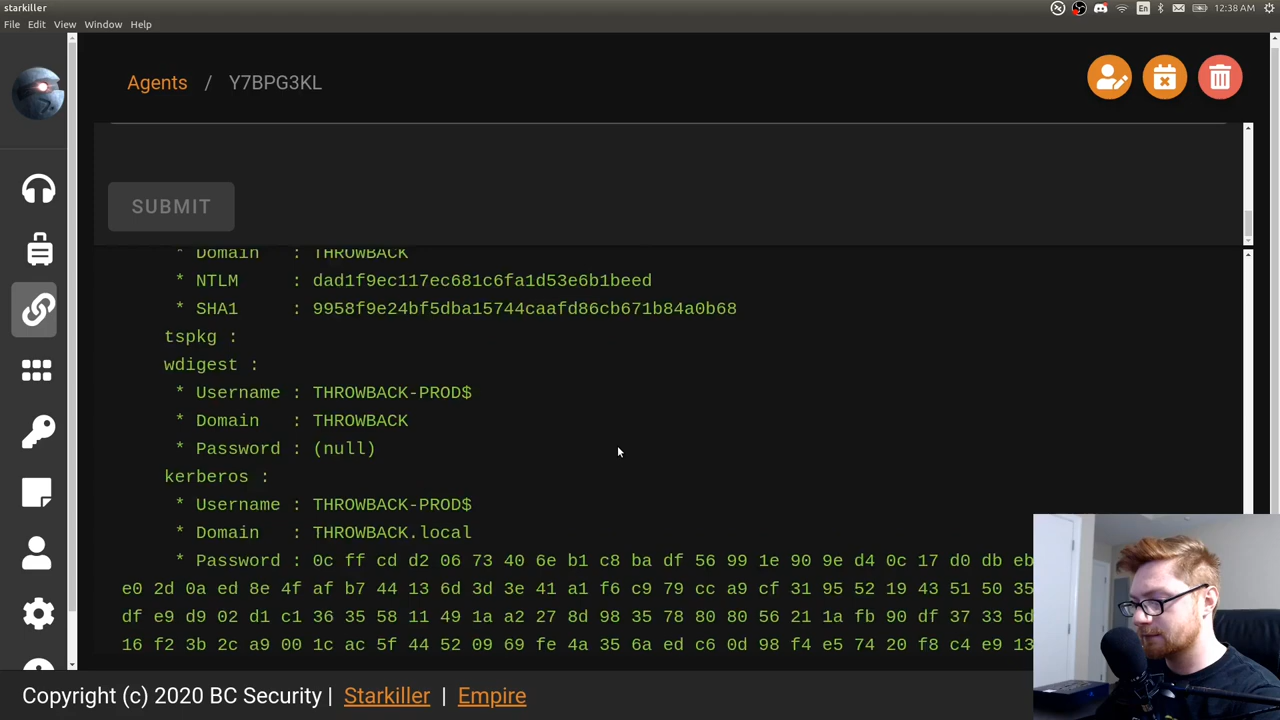 starkiller
En
12:38 AM
File Edit View Window Help
Agents / Y7BPG3KL
SUBMIT
* Domain : THROWBACK
* NTLM : dad1f9ec117ec681c6fa1d53e6b1beed
* SHA1 : 9958f9e24bf5dba15744caafd86cb671b84a0b68
tspkg :
wdigest :
* Username : THROWBACK-PROD$
* Domain : THROWBACK
* Password : (null)
kerberos :
* Username : THROWBACK-PROD$
* Domain : THROWBACK.local
* Password : 0c ff cd d2 06 73 40 6e b1 c8 ba df 56 99 1e 90 9e d4 0c 17 d0 db eb
e0 2d 0a ed 8e 4f af b7 44 13 6d 3d 3e 41 a1 f6 c9 79 cc a9 cf 31 95 52 19 43 51 50 35
df e9 d9 02 d1 c1 36 35 58 11 49 1a a2 27 8d 98 35 78 80 80 56 21 1a fb 90 df 37 33 5d
16 f2 3b 2c a9 00 1c ac 5f 44 52 09 69 fe 4a 35 6a ed c6 0d 98 f4 e5 74 20 f8 c4 e9 13
Copyright (c) 2020 BC Security | Starkiller | Empire